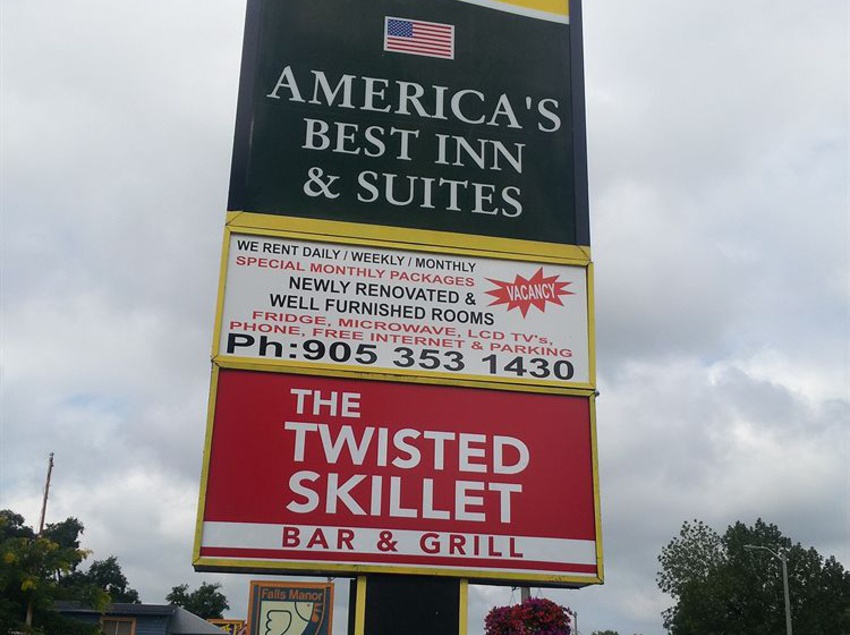 AMERICA'S
BEST INN
& SUITES
WE RENT DAILY / WEEKLY / MONTHLY
SPECIAL MONTHLY PACKAGES
VACANCY
NEWLY RENOVATED &
WELL FURNISHED ROOMS
FRIDGE, MICROWAVE, LCD TV's,
PHONE, FREE INTERNET & PARKING
Ph:905 353 1430
THE
TWISTED
SKILLET
BAR & GRILL
Falls Manor